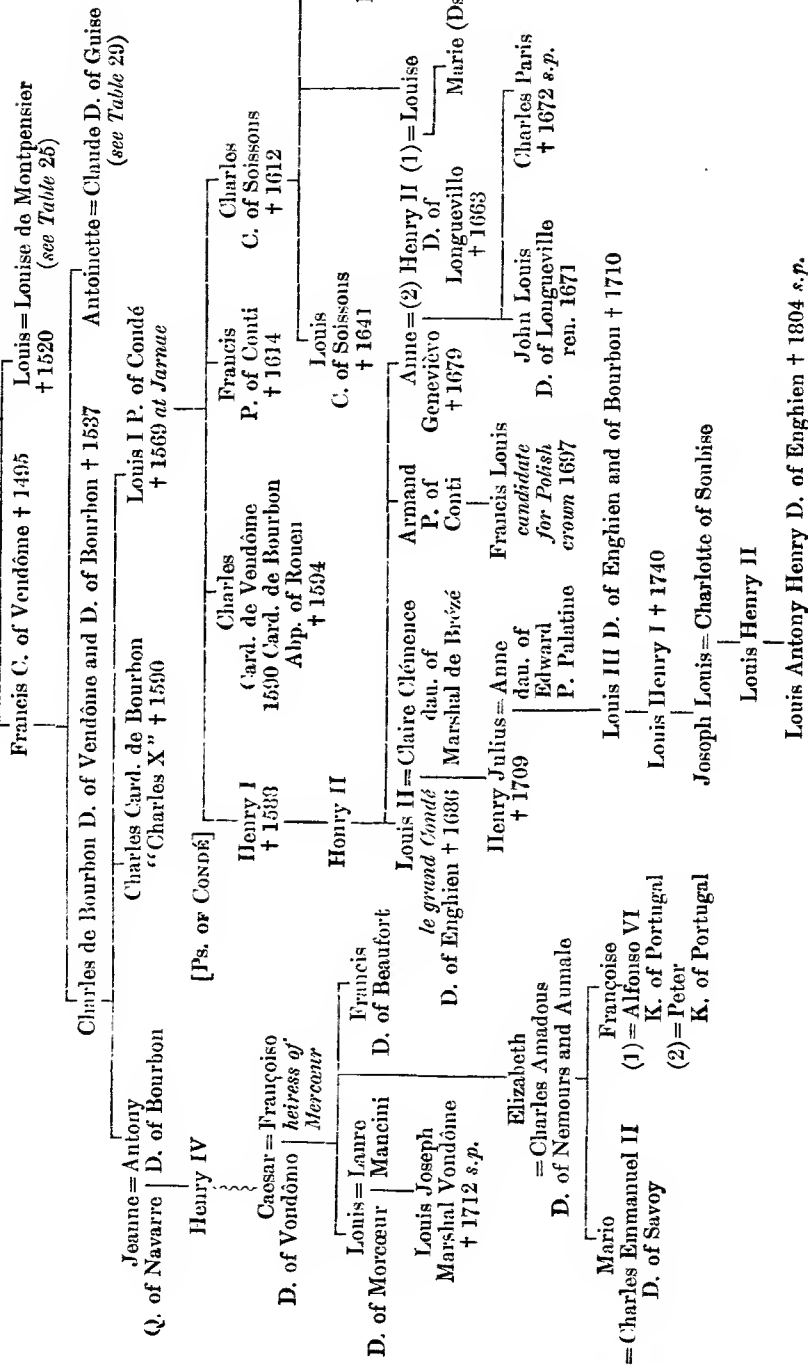 Francis C. of Vendôme † 1495
Louis=Louise de Montpensier
†1520
(see Table 25)
Charles de Bourbon D. of Vendôme and D. of Bourbon † 1537
Antoinette=Claude D. of Guise
(see Table 29)
Jeanne=Antony
Q. of Navarre D. of Bourbon
Charles Card. de Bourbon
“Charles X” † 1590
Louis I P. of Condé
† 1569 at Jarnac
Henry IV
[Ps. OF CONDÉ]
Henry I
† 1588
Charles
Card. de Vendôme
1590 Card. de Bourbon
Abp. of Rouen
† 1594
Francis
P. of Conti
† 1614
Charles
C. of Soissons
† 1612
Caesar=Françoise
D. of Vendôme
heiress of
Mercœur
Henry II
Louis
C. of Soissons
† 1641
Louis=Laure
D. of Mercœur Mancini
Francis
D. of Beaufort
Louis II=Claire Clémence
le grand Condé
D. of Enghien † 1686
dau. of
Marshal de Brézé
Armand
P. of
Conti
Anne=(2) Henry II (1)=Louise
Geneviève
† 1679
D. of
Longueville
† 1663
Marie (Ds
Louis Joseph
Marshal Vendôme
† 1712 s.p.
Elizabeth
=Charles Amadeus
D. of Nemours and Aumale
Henry Julius=Anne
† 1709
dau. of
Edward
P. Palatine
Francis Louis
candidate
for Polish
crown 1697
John Louis
D. of Longueville
ren. 1671
Charles Paris
† 1672 s.p.
Marie
=Charles Emmanuel II
D. of Savoy
Françoise
(1)=Alfonso VI
K. of Portugal
(2)=Peter
K. of Portugal
Louis III D. of Enghien and of Bourbon † 1710
Louis Henry I † 1740
Joseph Louis=Charlotte of Soubise
Louis Henry II
Louis Antony Henry D. of Enghien † 1804 s.p.